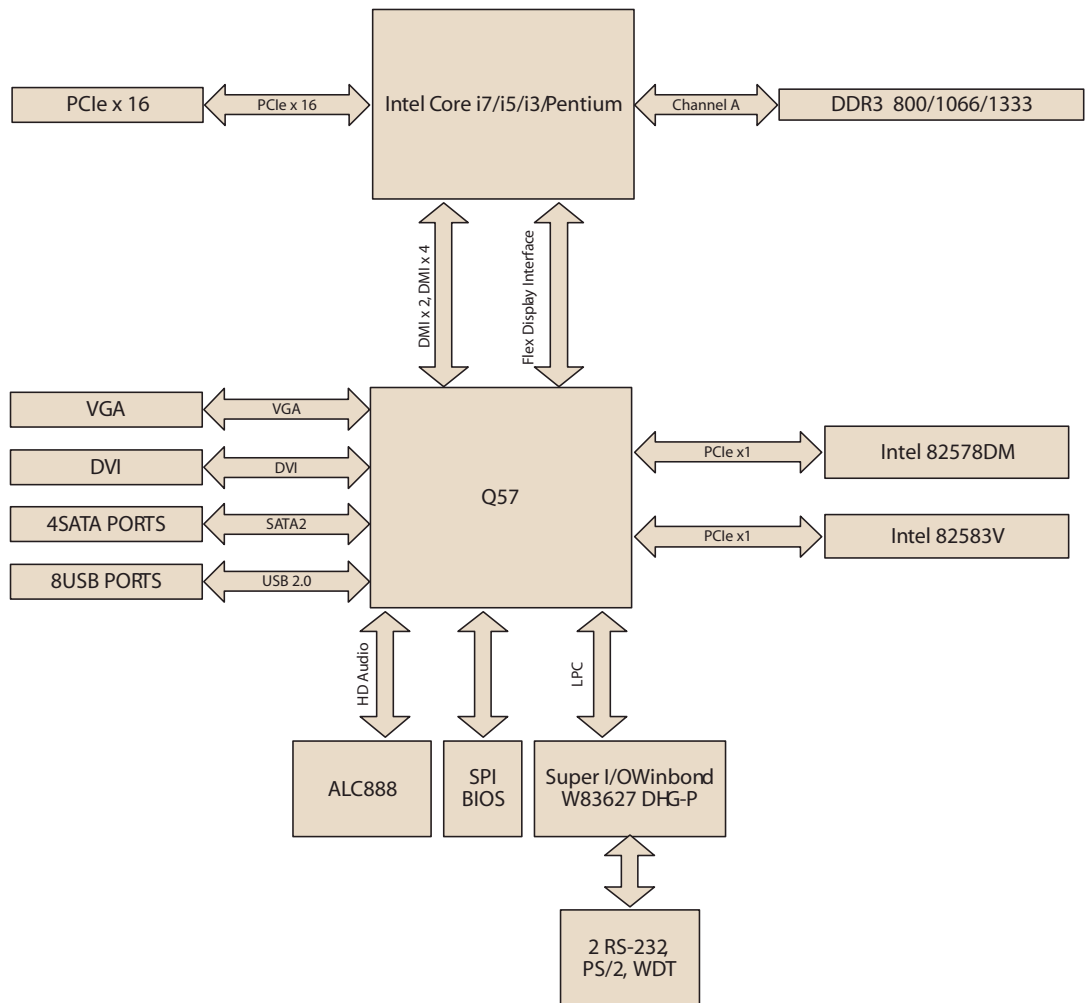 PCIe x 16
PCIe x 16
Intel Core i7/i5/i3/Pentium
Channel A
DDR3 800/1066/1333
DMI x 2, DMI x 4
Flex Display Interface
VGA
VGA
DVI
DVI
4SATA PORTS
SATA2
8USB PORTS
USB 2.0
Q57
PCIe x1
Intel 82578DM
PCIe x1
Intel 82583V
HD Audio
LPC
ALC888
SPI
BIOS
Super I/OWinbond
W83627 DHG-P
2 RS-232,
PS/2, WDT